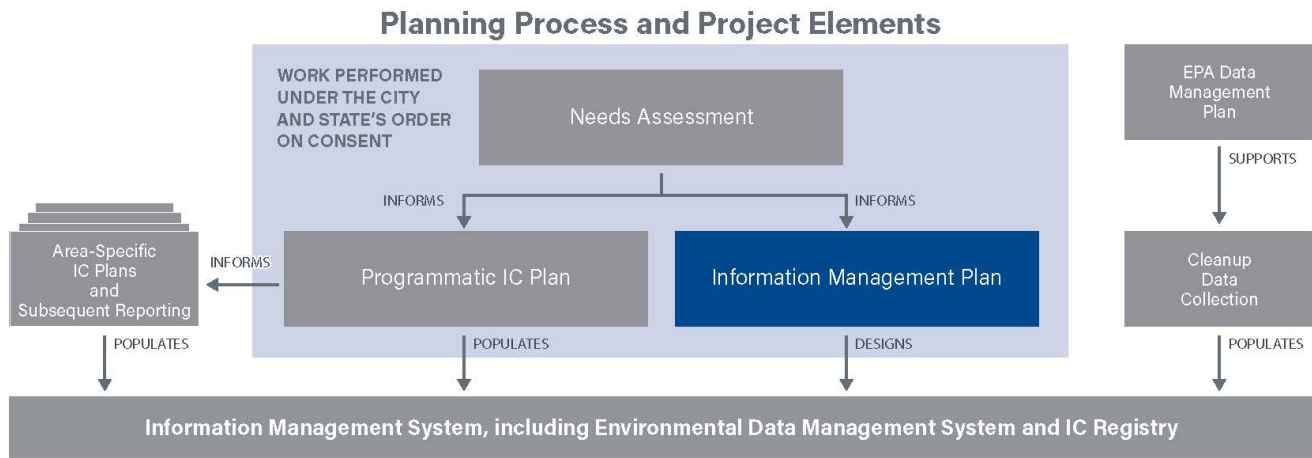 Planning Process and Project Elements
WORK PERFORMED
UNDER THE CITY
AND STATE'S ORDER
ON CONSENT
Needs Assessment
EPA Data
Management
Plan
SUPPORTS
INFORMS
INFORMS
Area-Specific
IC Plans
and
Subsequent Reporting
INFORMS
Programmatic IC Plan
Information Management Plan
Cleanup
Data
Collection
POPULATES
POPULATES
DESIGNS
POPULATES
Information Management System, including Environmental Data Management System and IC Registry